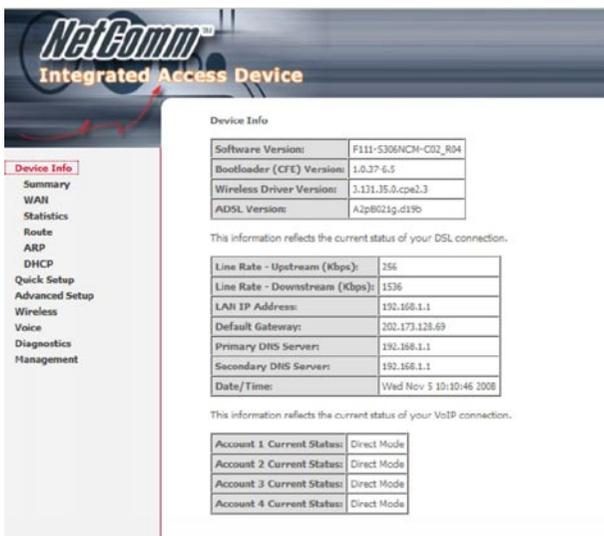 NetComm™
Integrated Access Device
Device Info
Summary
WAN
Statistics
Route
ARP
DHCP
Quick Setup
Advanced Setup
Wireless
Voice
Diagnostics
Management
Device Info
Software Version: F111-S306NCM-C02_R04
Bootloader (CFE) Version: 1.0.37-6.5
Wireless Driver Version: 3.131.35.0.cpe2.3
ADSL Version: A2pB021g.d19b
This information reflects the current status of your DSL connection.
Line Rate - Upstream (Kbps): 256
Line Rate - Downstream (Kbps): 1536
LAN IP Address: 192.168.1.1
Default Gateway: 202.173.128.69
Primary DNS Server: 192.168.1.1
Secondary DNS Server: 192.168.1.1
Date/Time: Wed Nov 5 10:10:46 2008
This information reflects the current status of your VoIP connection.
Account 1 Current Status: Direct Mode
Account 2 Current Status: Direct Mode
Account 3 Current Status: Direct Mode
Account 4 Current Status: Direct Mode